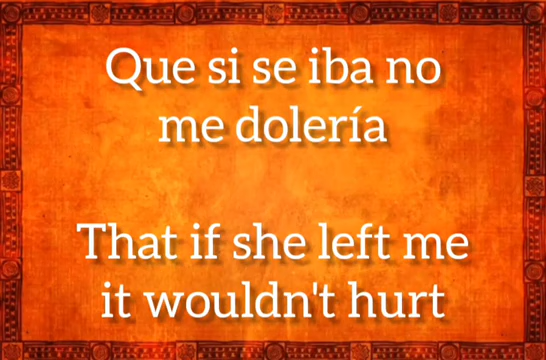 Que si se iba no
me dolería
That if she left me
it wouldn't hurt